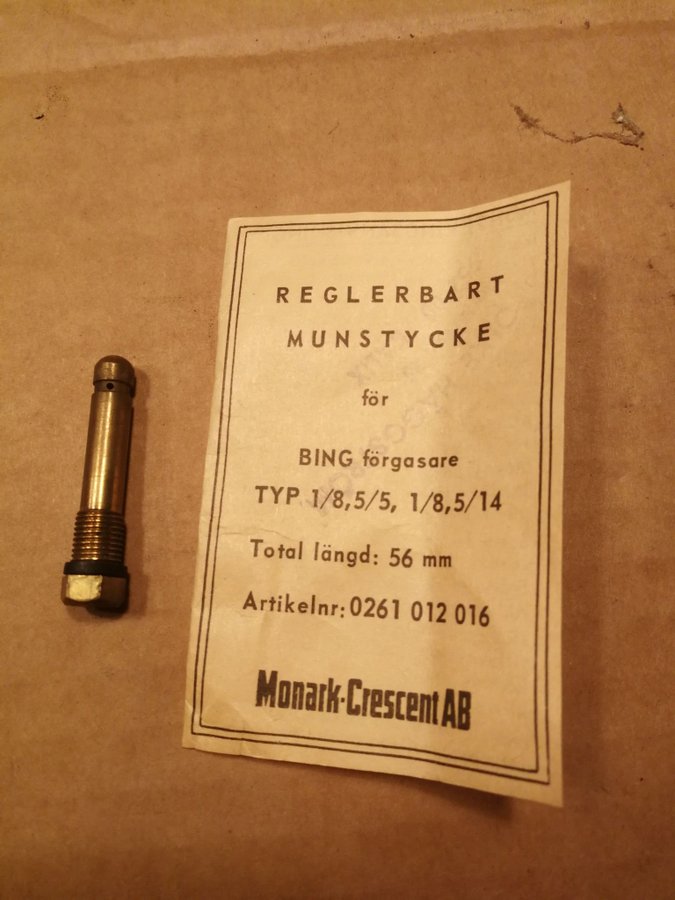 REGLERBART
MUNSTYCKE
för
BING förgasare
TYP 1/8,5/5, 1/8,5/14
Total längd: 56 mm
Artikelnr: 0261 012 016
Monark-Crescent AB